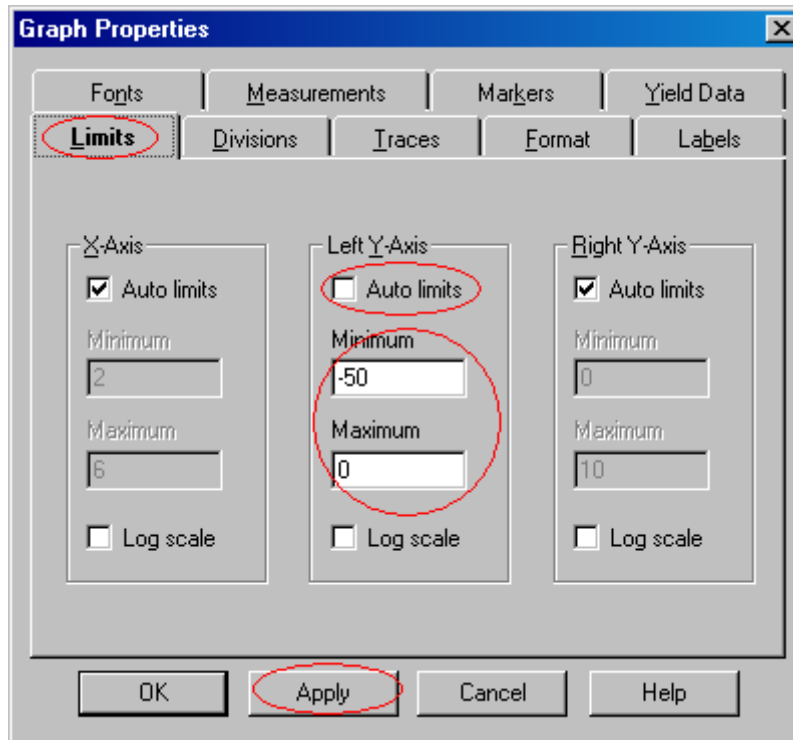 Graph Properties
Fonts Measurements Markers Yield Data
Limits Divisions Traces Format Labels
X-Axis Left Y-Axis Right Y-Axis
Auto limits Auto limits Auto limits
Minimum Minimum Minimum
2 -50 0
Maximum Maximum Maximum
6 0 10
Log scale Log scale Log scale
OK Apply Cancel Help